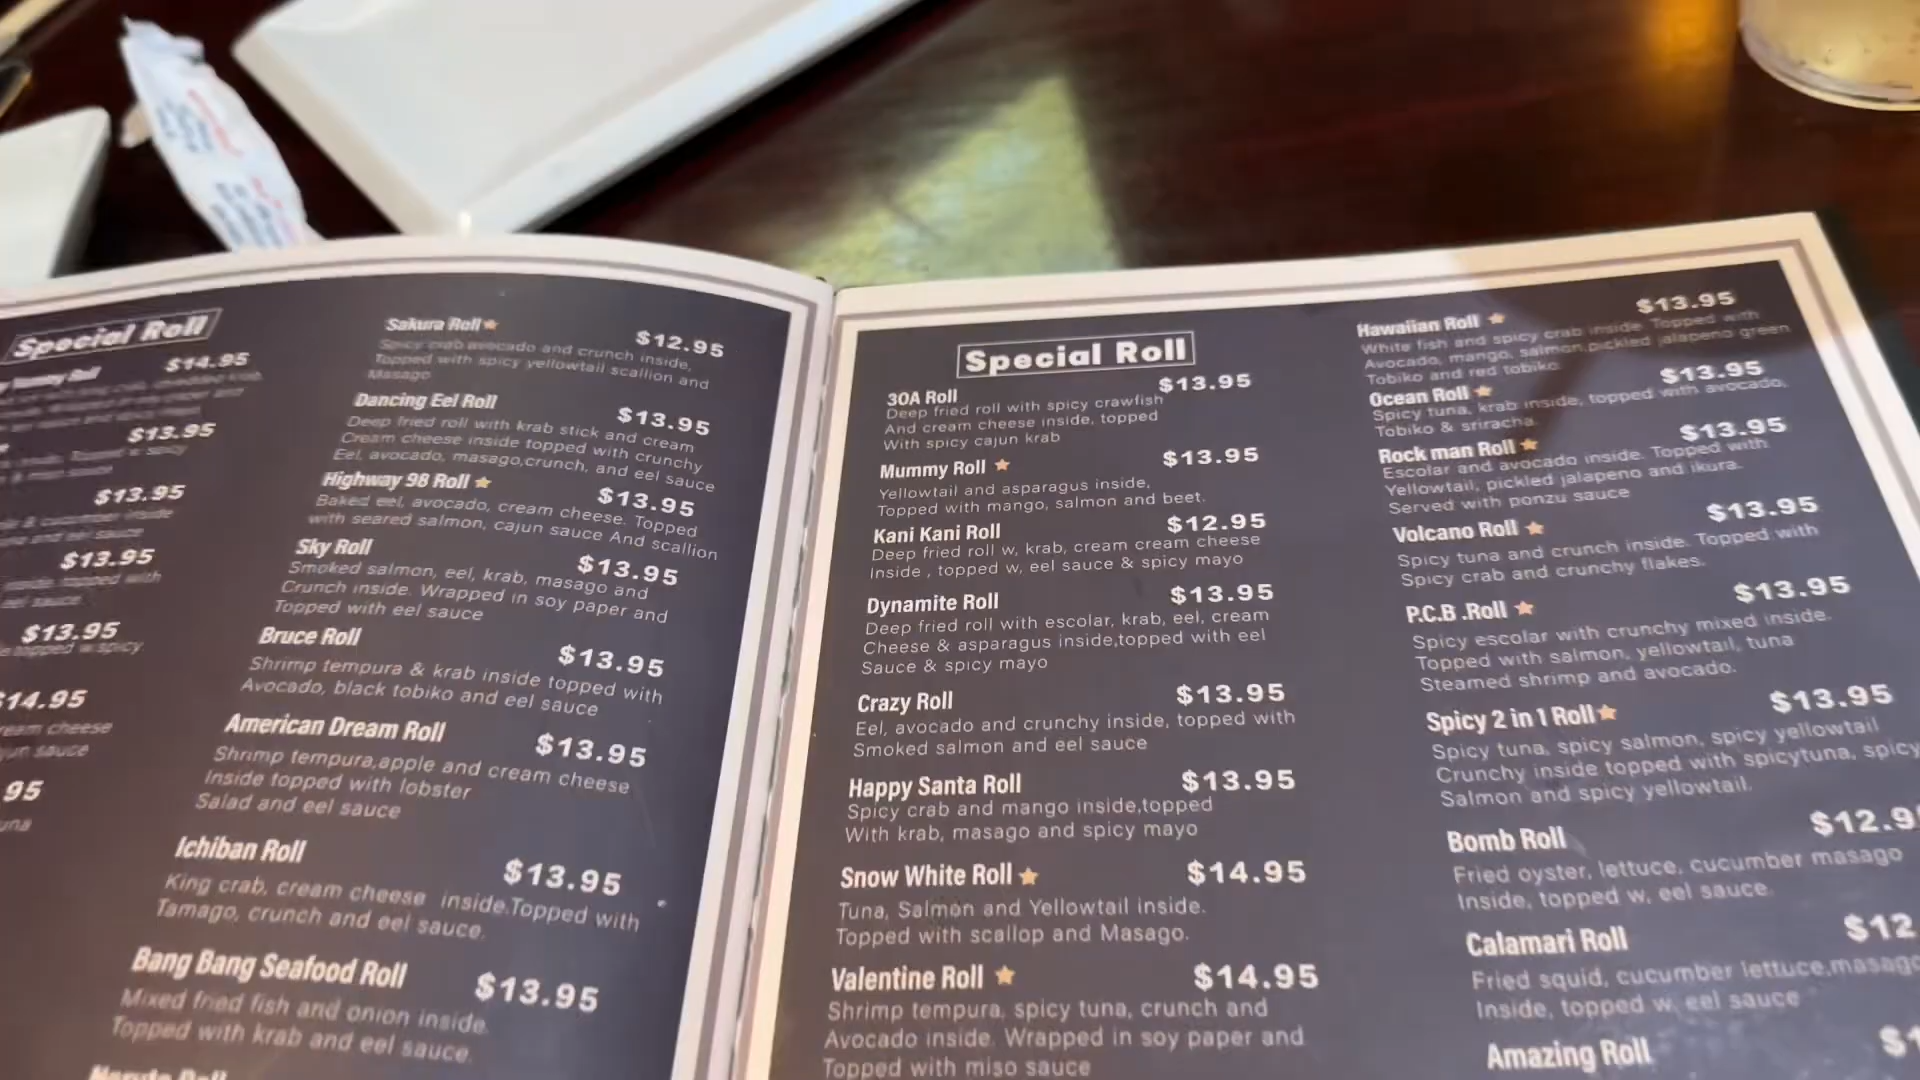 Special Roll
$14.95
$13.95
$13.95
$13.95
$13.95
$14.95
cream cheese
sauce
95
Sakura Roll
$12.95
Spicy crab avocado and crunch inside,
Topped with spicy yellowtail scallion and
Masago
Dancing Eel Roll
$13.95
Deep fried roll with krab stick and cream
Cream cheese inside topped with crunchy
Eel, avocado, masago,crunch, and eel sauce
Highway 98 Roll
$13.95
Baked eel, avocado, cream cheese. Topped
with seared salmon, cajun sauce And scallion
Sky Roll
$13.95
Smoked salmon, eel, krab, masago and
Crunch inside. Wrapped in soy paper and
Topped with eel sauce
Bruce Roll
$13.95
Shrimp tempura & krab inside topped with
Avocado, black tobiko and eel sauce
American Dream Roll
$13.95
Shrimp tempura,apple and cream cheese
Inside topped with lobster
Salad and eel sauce
Ichiban Roll
$13.95
King crab, cream cheese inside.Topped with
Tamago, crunch and eel sauce.
Bang Bang Seafood Roll
$13.95
Mixed fried fish and onion inside
Topped with krab and eel sauce.
Special Roll
30A Roll
$13.95
Deep fried roll with spicy crawfish
And cream cheese inside, topped
With spicy cajun krab
Mummy Roll
$13.95
Yellowtail and asparagus inside,
Topped with mango, salmon and beet.
Kani Kani Roll
$12.95
Deep fried roll w, krab, cream cream cheese
Inside , topped w, eel sauce & spicy mayo
Dynamite Roll
$13.95
Deep fried roll with escolar, krab, eel, cream
Cheese & asparagus inside,topped with eel
Sauce & spicy mayo
Crazy Roll
$13.95
Eel, avocado and crunchy inside, topped with
Smoked salmon and eel sauce
Happy Santa Roll
$13.95
Spicy crab and mango inside,topped
With krab, masago and spicy mayo
Snow White Roll
$14.95
Tuna, Salmon and Yellowtail inside.
Topped with scallop and Masago.
Valentine Roll
$14.95
Shrimp tempura, spicy tuna, crunch and
Avocado inside. Wrapped in soy paper and
Topped with miso sauce
Hawaiian Roll
$13.95
White fish and spicy crab inside. Topped with
Avocado, mango, salmon,pickled jalapeno green
Tobiko and red tobiko.
Ocean Roll
$13.95
Spicy tuna, krab inside, topped with avocado,
Tobiko & sriracha.
Rock man Roll
$13.95
Escolar and avocado inside. Topped with
Yellowtail, pickled jalapeno and ikura.
Served with ponzu sauce
Volcano Roll
$13.95
Spicy tuna and crunch inside. Topped with
Spicy crab and crunchy flakes.
P.C.B .Roll
$13.95
Spicy escolar with crunchy mixed inside.
Topped with salmon, yellowtail, tuna
Steamed shrimp and avocado.
Spicy 2 in 1 Roll
$13.95
Spicy tuna, spicy salmon, spicy yellowtail
Crunchy inside topped with spicytuna, spicy
Salmon and spicy yellowtail.
Bomb Roll
$12.9
Fried oyster, lettuce, cucumber masago
Inside, topped w, eel sauce.
Calamari Roll
$12
Fried squid, cucumber lettuce,masago
Inside, topped w, eel sauce
Amazing Roll
$1